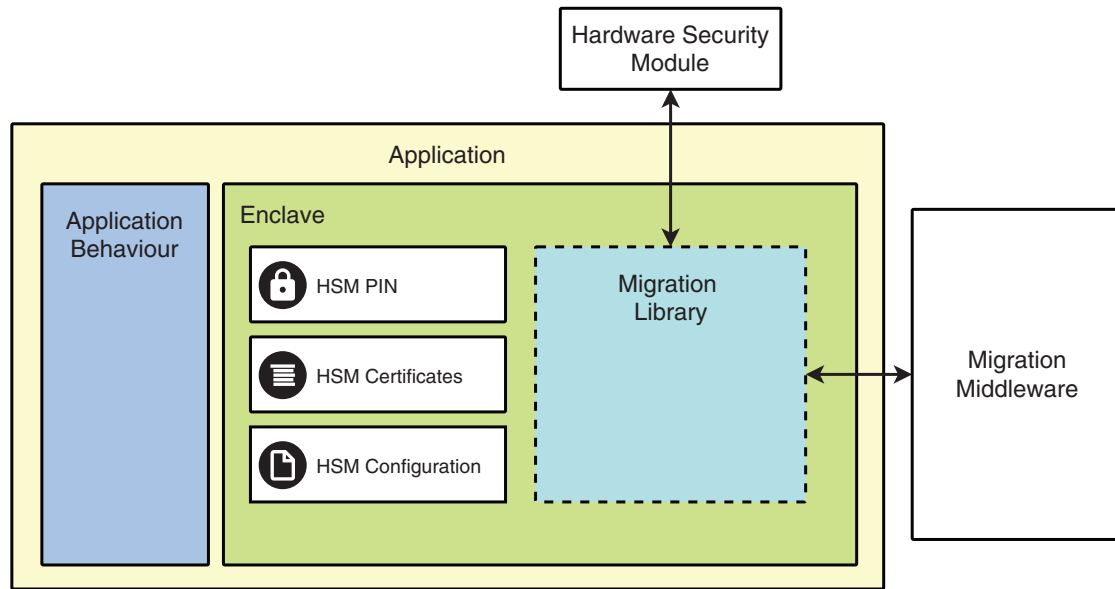 Hardware Security
Module
Application
Application
Behaviour
Enclave
HSM PIN
HSM Certificates
HSM Configuration
Migration
Library
Migration
Middleware